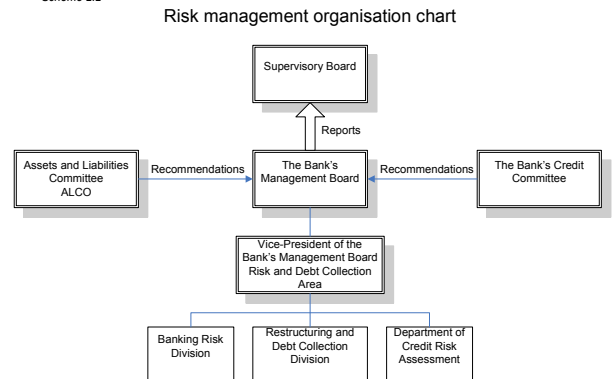 Scheme 2.2
Risk management organisation chart
Supervisory Board
Reports
Assets and Liabilities
Committee
ALCO
Recommendations
The Bank's
Management Board
Recommendations
The Bank's Credit
Committee
Vice-President of the
Bank's Management Board
Risk and Debt Collection
Area
Banking Risk
Division
Restructuring and
Debt Collection
Division
Department of
Credit Risk
Assessment